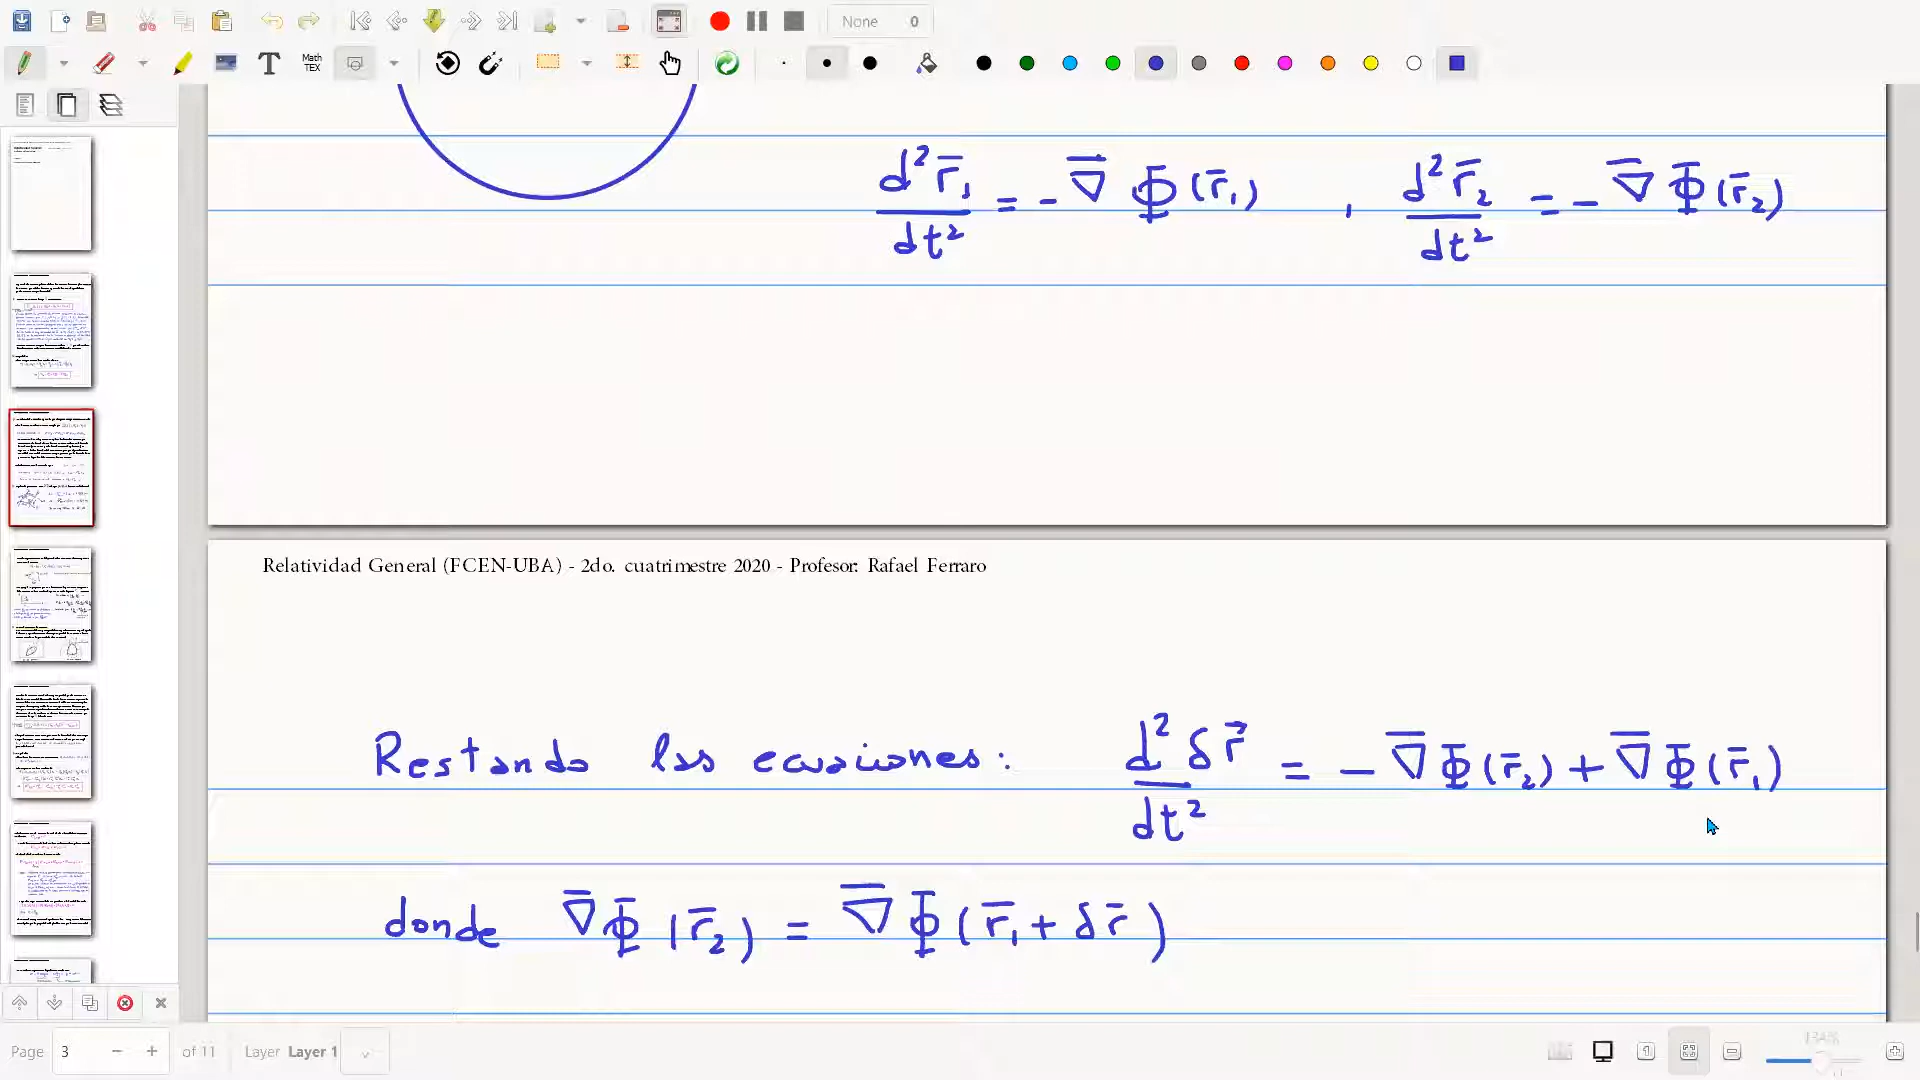 None 0
T Math TEX
d²r̄₁/dt² = - ∇̄ Φ(r̄₁) , d²r̄₂/dt² = - ∇̄ Φ(r̄₂)
Relatividad General (FCEN-UBA) - 2do. cuatrimestre 2020 - Profesor: Rafael Ferraro
Restando las ecuaciones: d²δr⃗/dt² = - ∇̄Φ(r̄₂) + ∇̄Φ(r̄₁)
donde ∇̄Φ(r̄₂) = ∇̄Φ(r̄₁ + δr̄)
Page 3 of 11 Layer Layer 1 134%